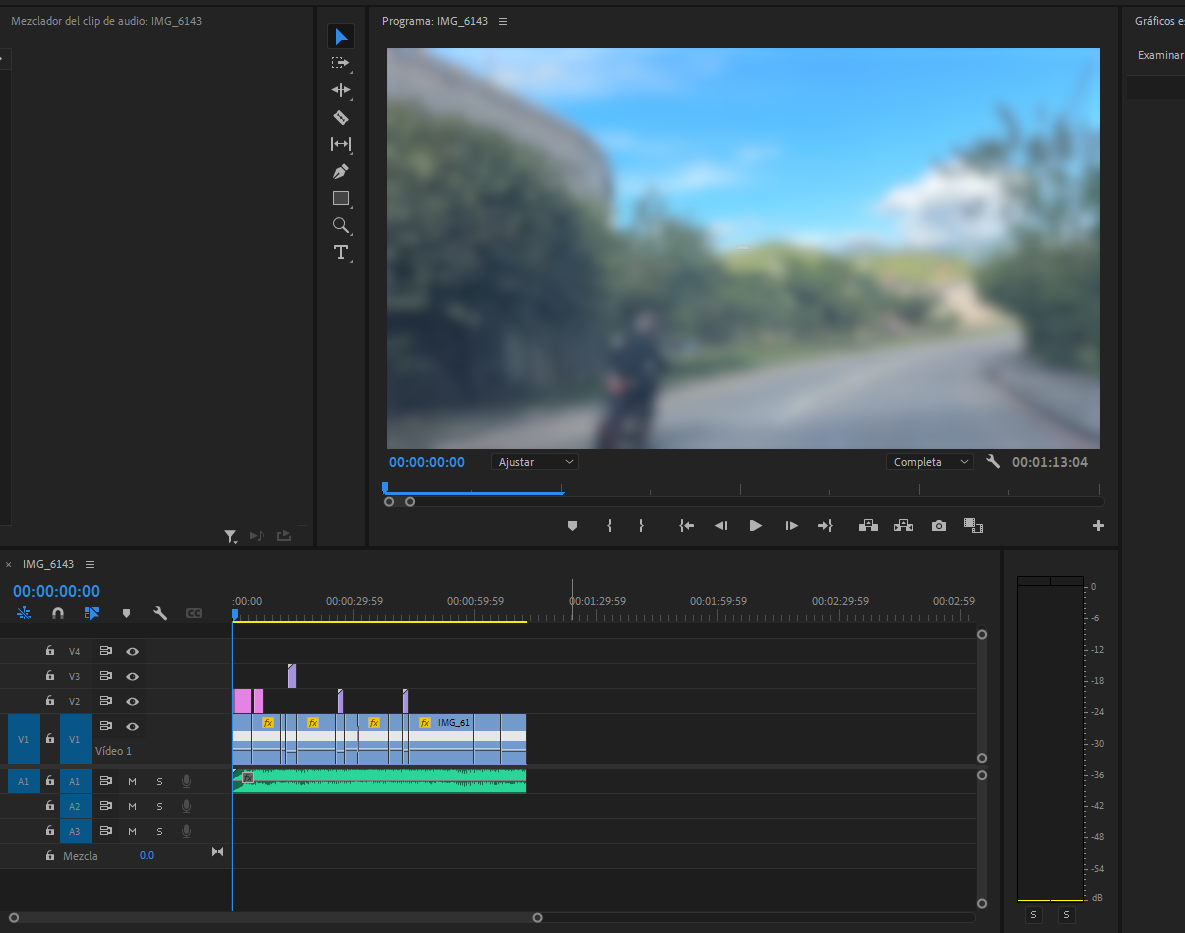 Mezclador del clip de audio: IMG_6143
Programa: IMG_6143
Gráficos es
Examinar
00:00:00:00
Ajustar
Completa
00:01:13:04
IMG_6143
00:00:00:00
:00:00
00:00:29:59
00:00:59:59
00:01:29:59
00:01:59:59
00:02:29:59
00:02:59
V4
V3
V2
V1 V1
Vídeo 1
fx fx fx fx IMG_61
A1 A1 M S
fx
A2 M S
A3 M S
Mezcla 0.0
0
-6
-12
-18
-24
-30
-36
-42
-48
-54
dB
S S